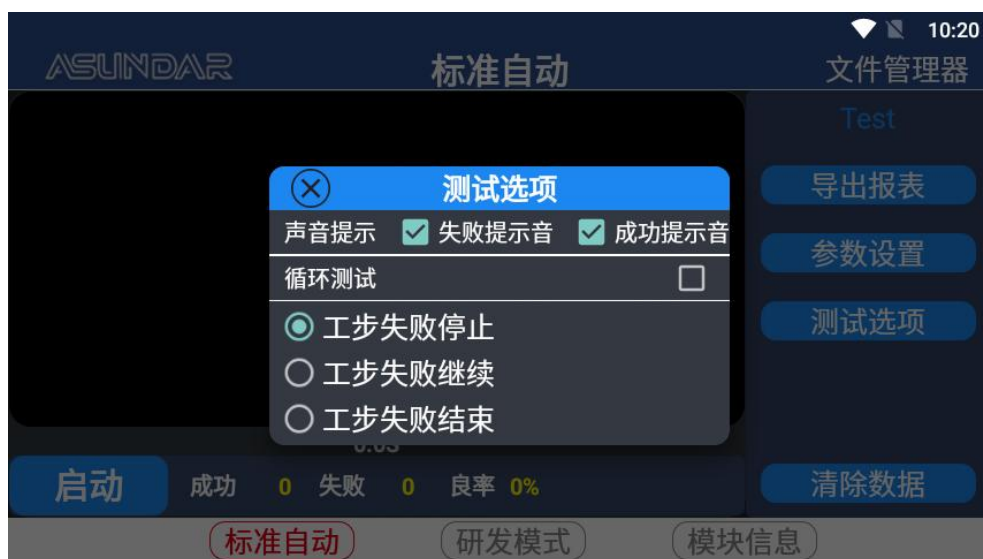 10:20
ASUNDAR 标准自动 文件管理器
Test
测试选项
导出报表
声音提示 失败提示音 成功提示音
参数设置
循环测试
测试选项
工步失败停止
工步失败继续
工步失败结束
启动 成功 0 失败 0 良率 0%
清除数据
标准自动 研发模式 模块信息